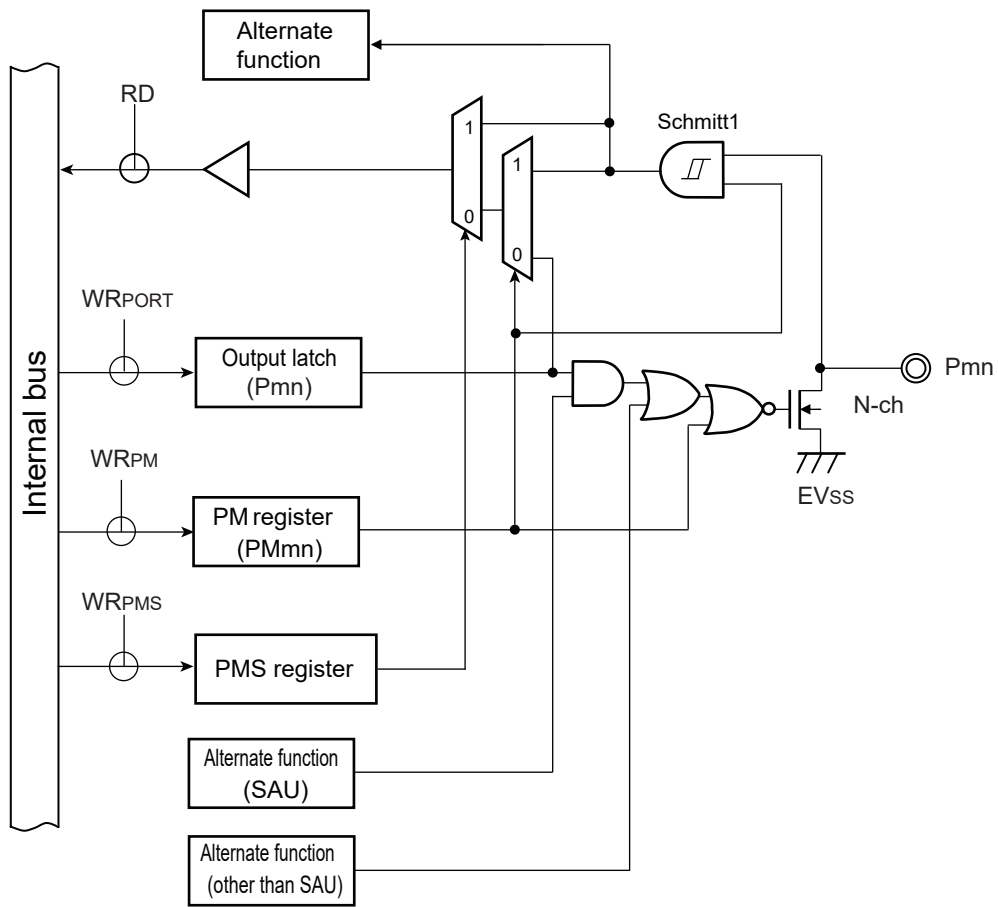 Alternate
function
RD
Schmitt1
1
1
0
0
WRPORT
Output latch
(Pmn)
Pmn
N-ch
EVSS
Internal bus
WRPM
PM register
(PMmn)
WRPMS
PMS register
Alternate function
(SAU)
Alternate function
(other than SAU)